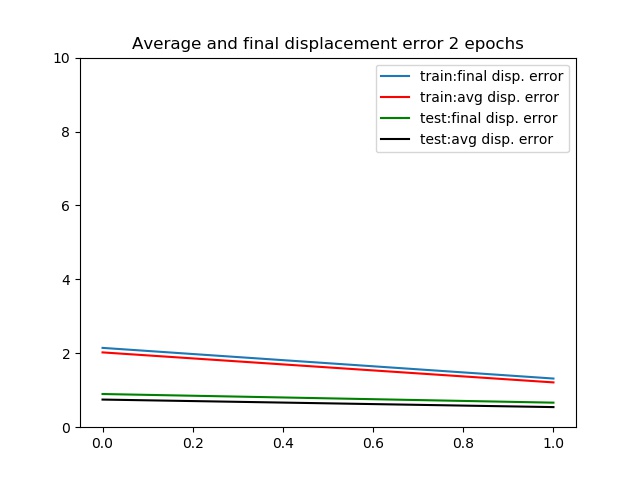 Average and final displacement error 2 epochs
train:final disp. error
train:avg disp. error
test:final disp. error
test:avg disp. error
10
8
6
4
2
0
0.0 0.2 0.4 0.6 0.8 1.0